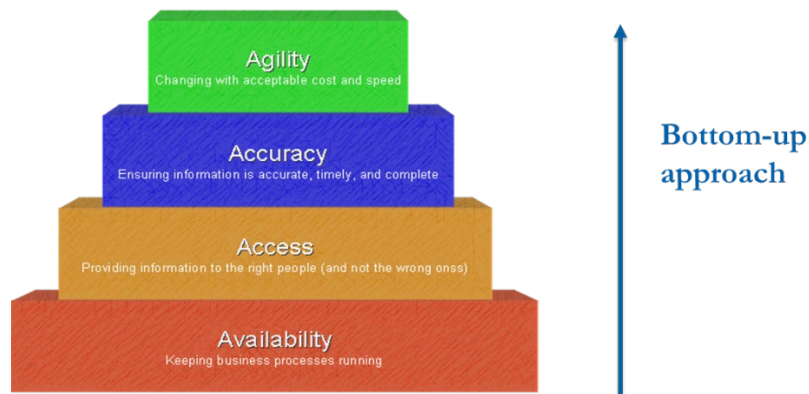 Agility
Changing with acceptable cost and speed
Accuracy
Ensuring information is accurate, timely, and complete
Access
Providing information to the right people (and not the wrong onss)
Availability
Keeping business processes running
Bottom-up
approach